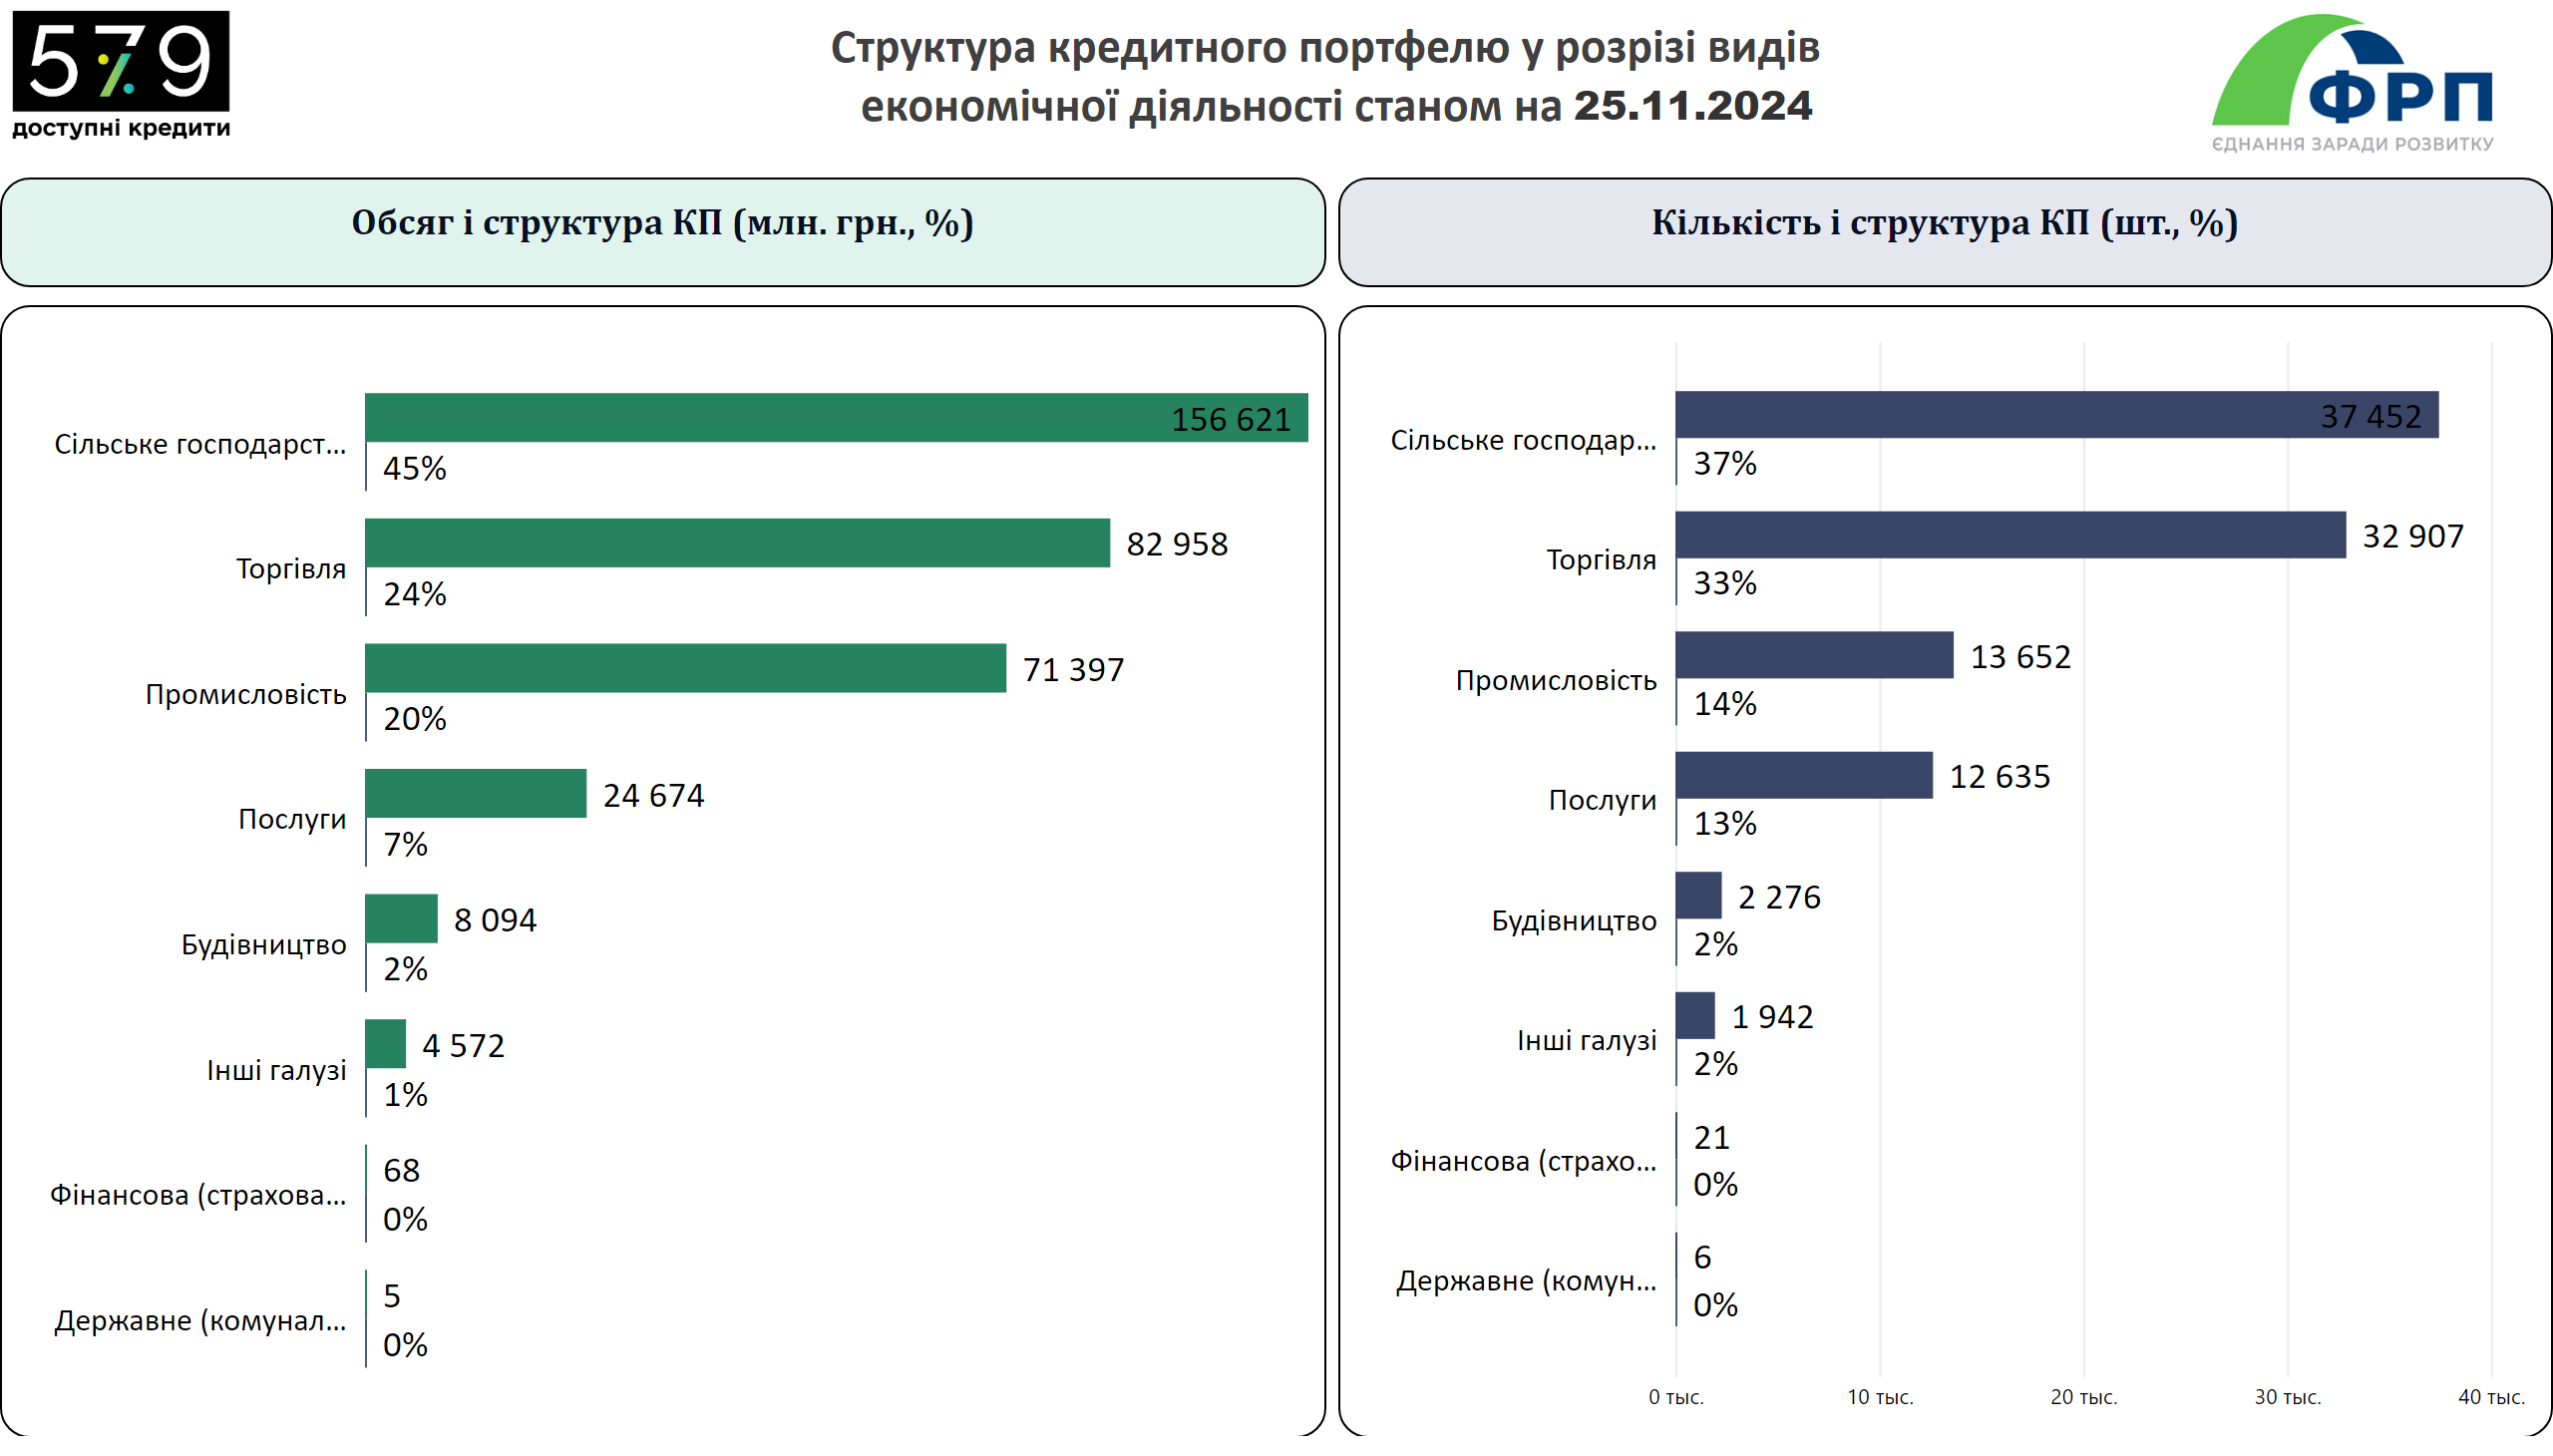 579
доступні кредити
Структура кредитного портфелю у розрізі видів
економічної діяльності станом на 25.11.2024
ФРП
ЄДНАННЯ ЗАРАДИ РОЗВИТКУ
Обсяг і структура КП (млн. грн., %)
Сільське господарст...
156 621
45%
Торгівля
82 958
24%
Промисловість
71 397
20%
Послуги
24 674
7%
Будівництво
8 094
2%
Інші галузі
4 572
1%
Фінансова (страхова...
68
0%
Державне (комунал...
5
0%
Кількість і структура КП (шт., %)
Сільське господар...
37 452
37%
Торгівля
32 907
33%
Промисловість
13 652
14%
Послуги
12 635
13%
Будівництво
2 276
2%
Інші галузі
1 942
2%
Фінансова (страхо...
21
0%
Державне (комун...
6
0%
0 тыс. 10 тыс. 20 тыс. 30 тыс. 40 тыс.